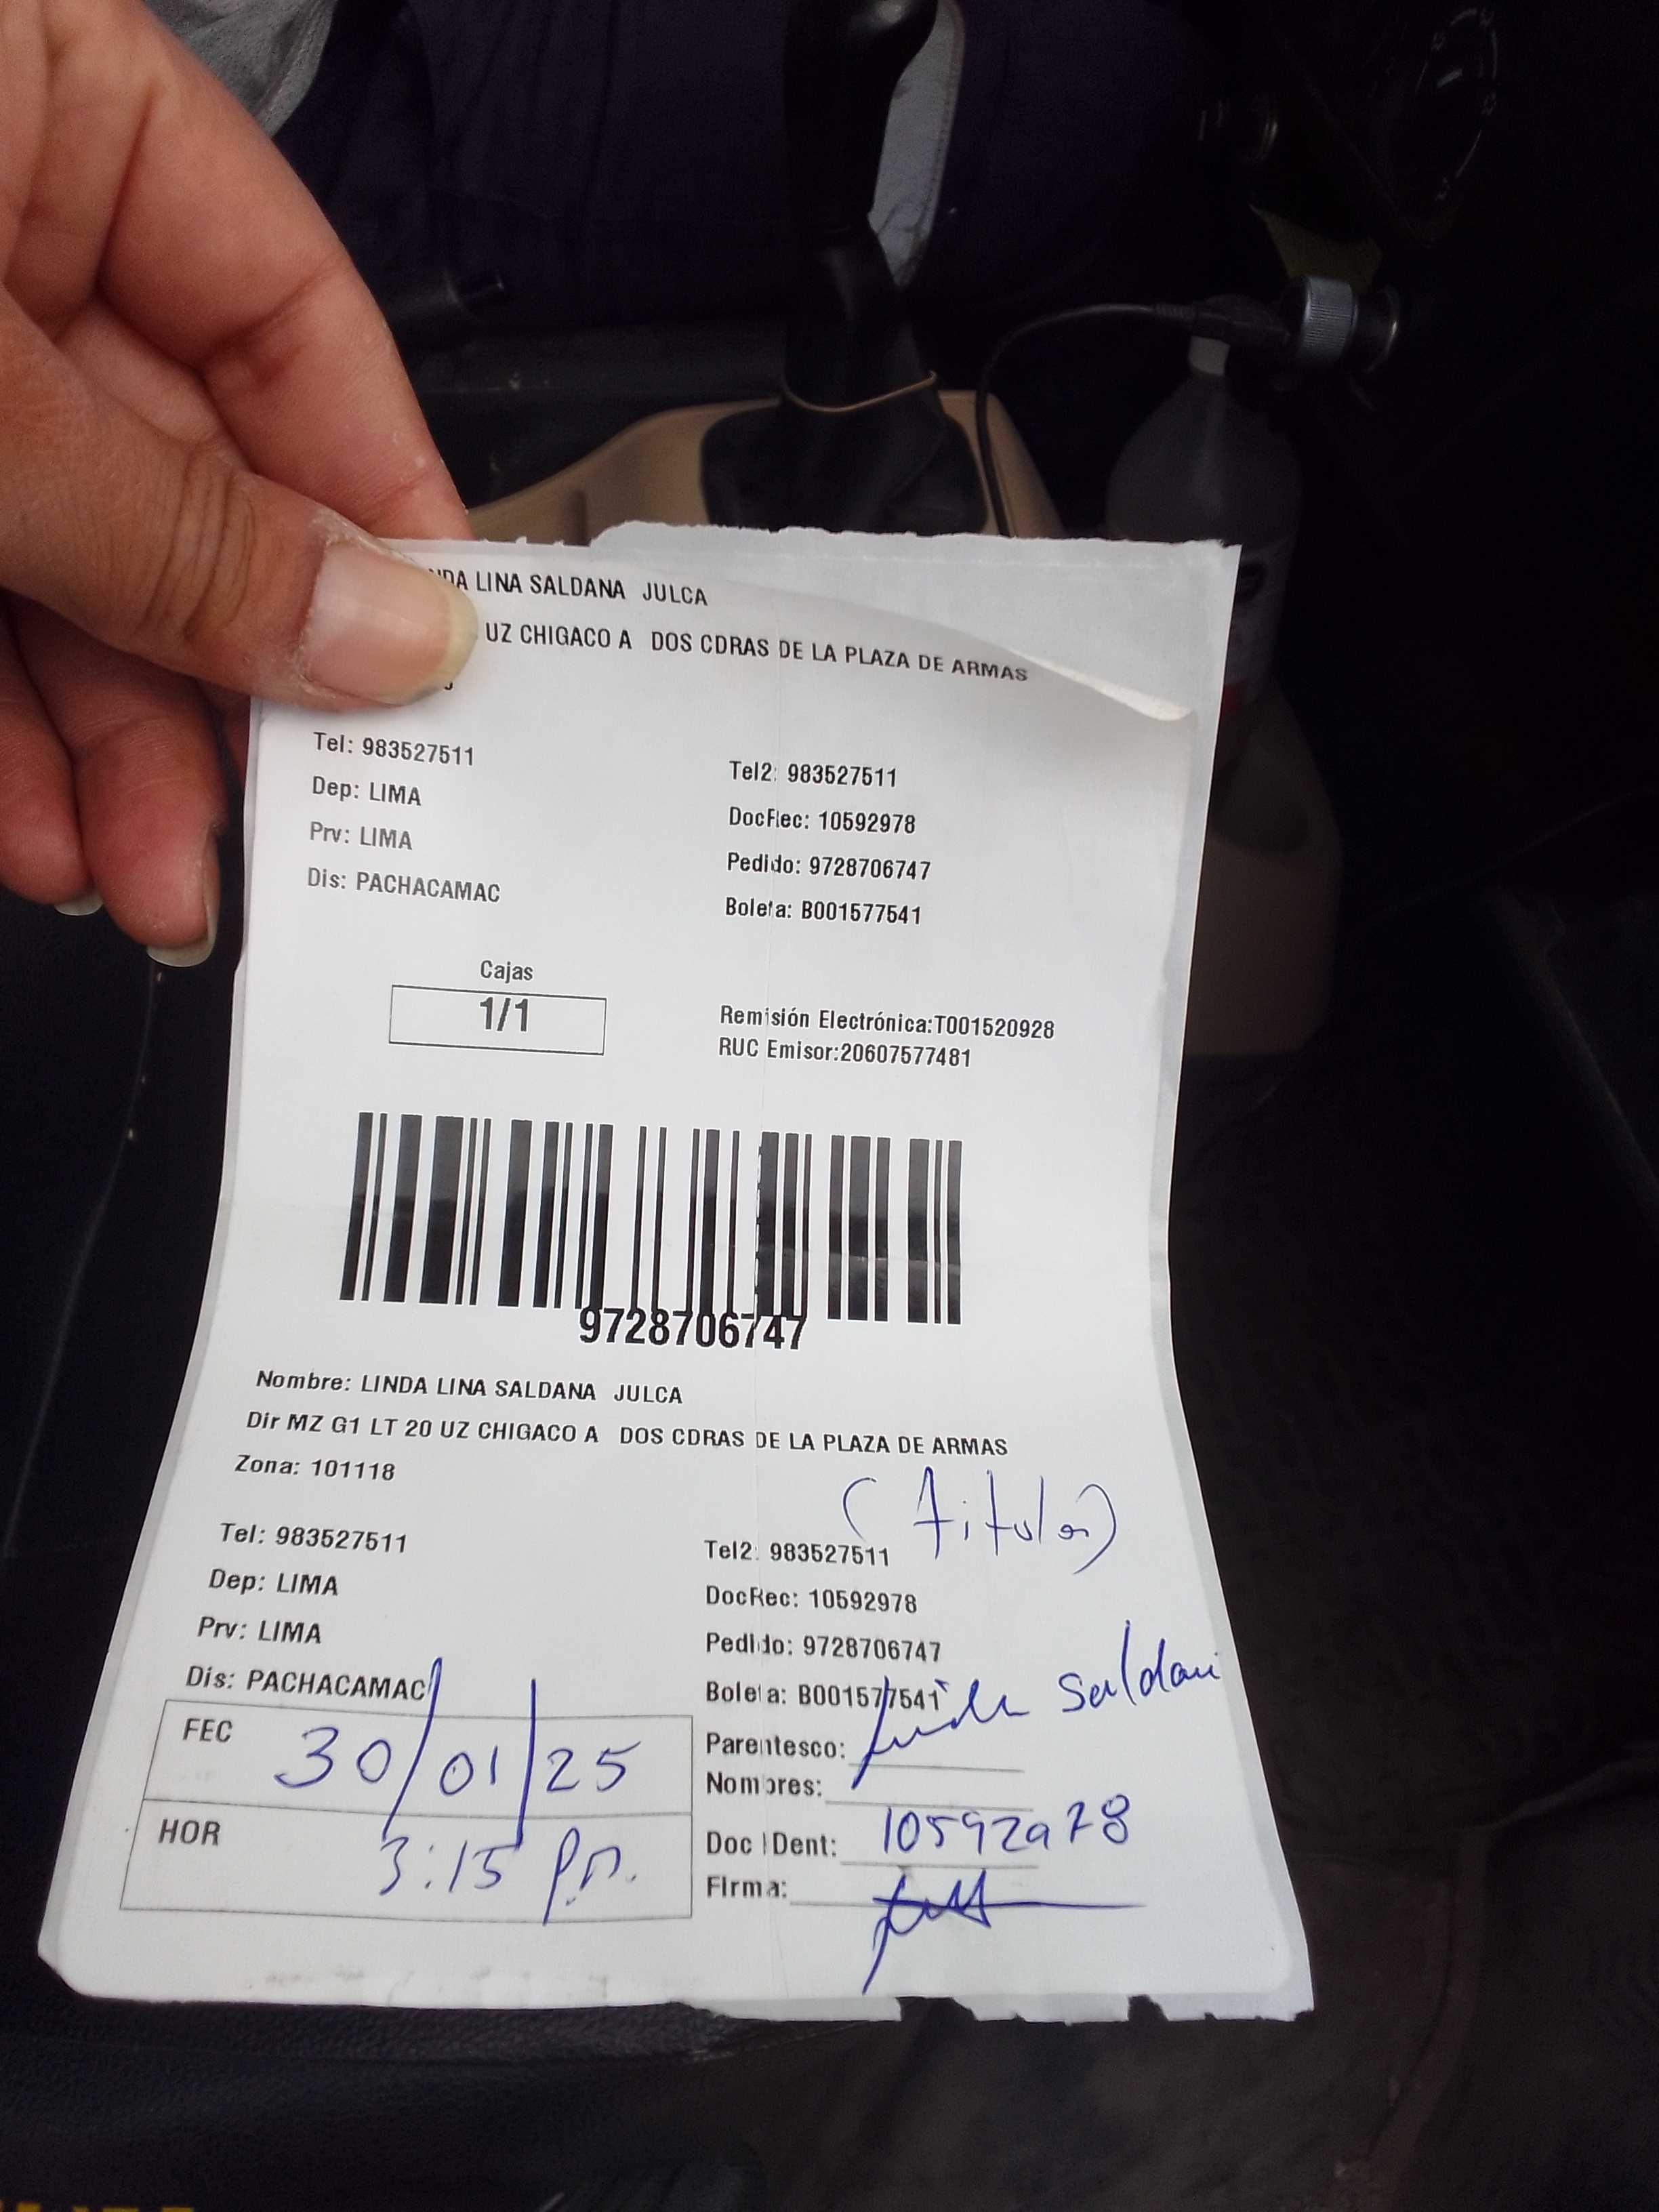 LINA SALDANA JULCA
UZ CHIGACO A DOS CDRAS DE LA PLAZA DE ARMAS
Tel: 983527511
Tel2: 983527511
Dep: LIMA
DocRec: 10592978
Prv: LIMA
Pedido: 9728706747
Dis: PACHACAMAC
Boleta: B001577541
Cajas
1/1
Remisión Electrónica:T001520928
RUC Emisor:20607577481
9728706747
Nombre: LINDA LINA SALDANA JULCA
Dir MZ G1 LT 20 UZ CHIGACO A DOS CDRAS DE LA PLAZA DE ARMAS
Zona: 101118
(titular)
Tel: 983527511
Tel2: 983527511
Dep: LIMA
DocRec: 10592978
Prv: LIMA
Pedido: 9728706747
Dis: PACHACAMAC
Boleta: B001577541
FEC 30/01/25
Parentesco: Linda Saldañ
Nombres:
HOR 3:15 p.m.
Doc IDent: 10592978
Firma: